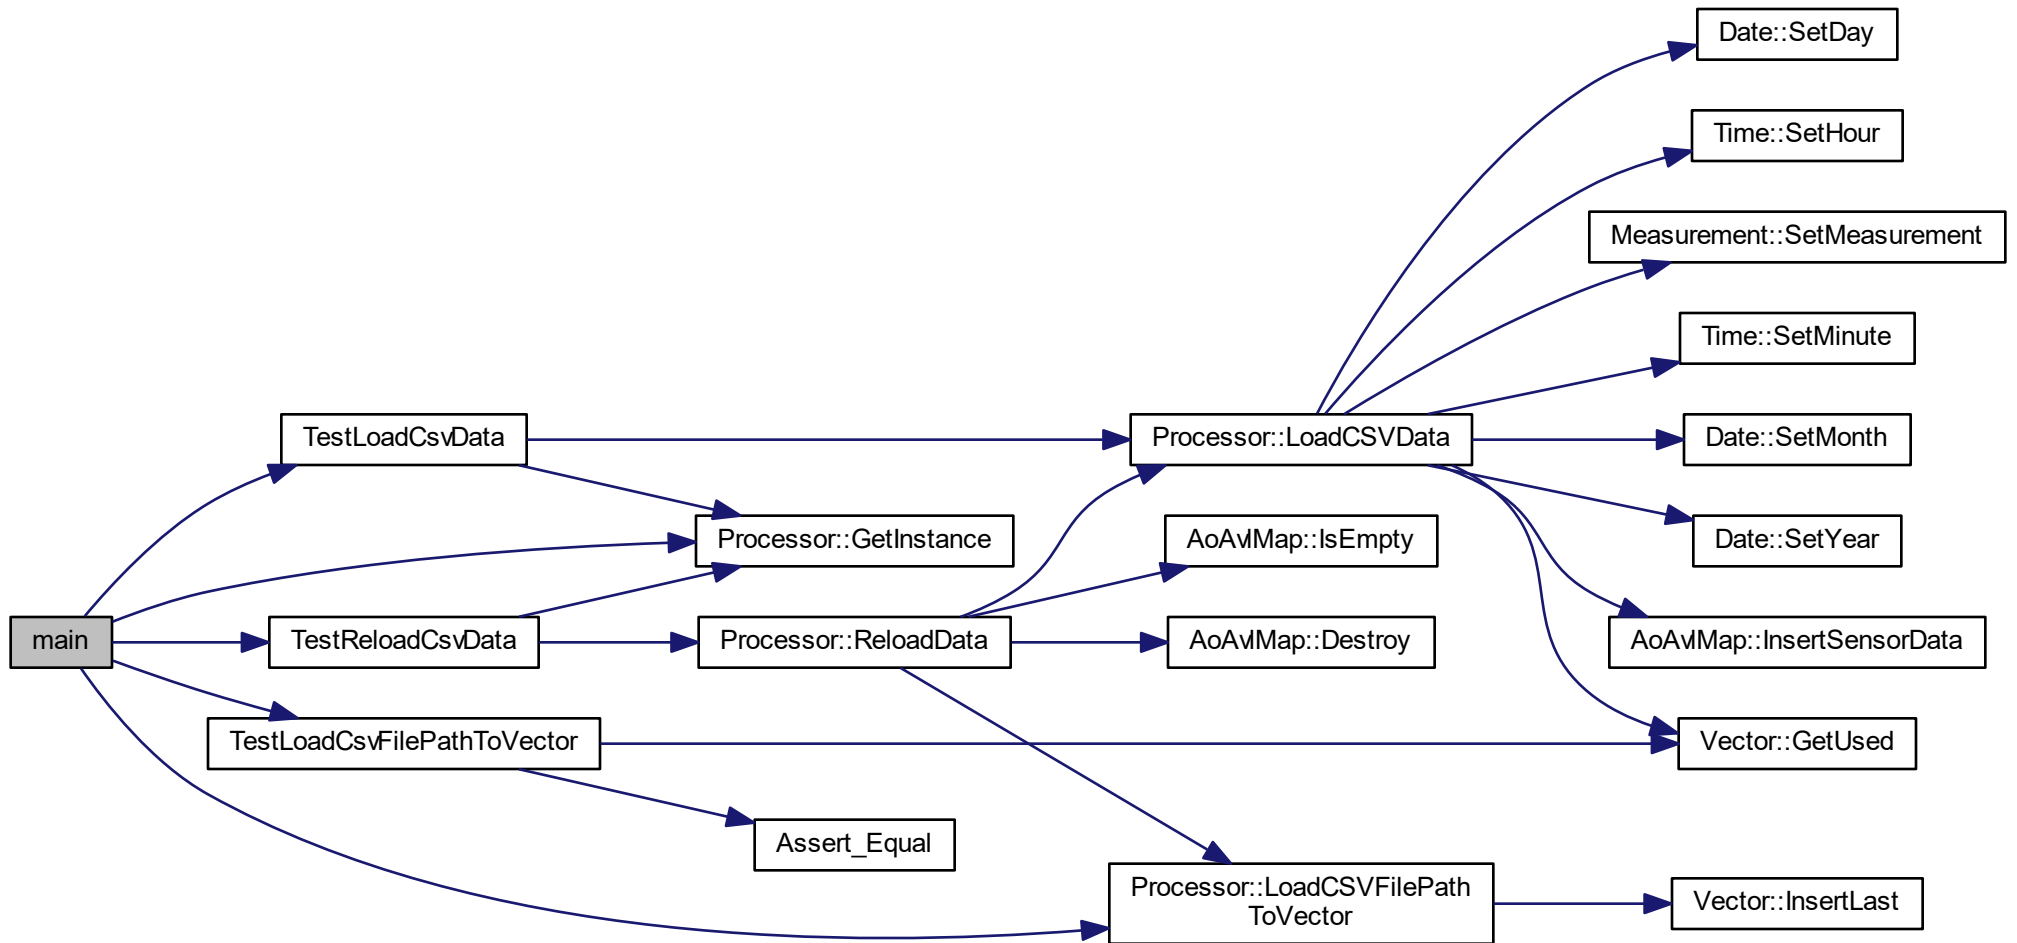 Date::SetDay
Time::SetHour
Measurement::SetMeasurement
Time::SetMinute
TestLoadCsvData
Processor::LoadCSVData
Date::SetMonth
Processor::GetInstance
AoAvlMap::IsEmpty
Date::SetYear
main
TestReloadCsvData
Processor::ReloadData
AoAvlMap::Destroy
AoAvlMap::InsertSensorData
TestLoadCsvFilePathToVector
Vector::GetUsed
Assert_Equal
Processor::LoadCSVFilePath
ToVector
Vector::InsertLast